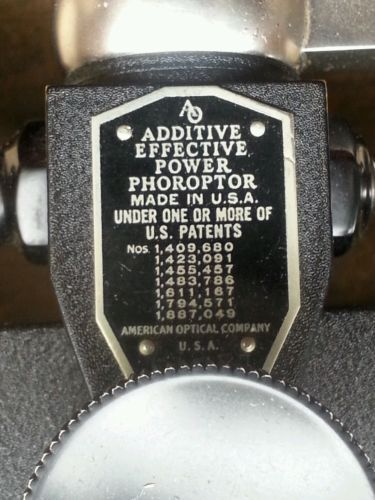 AO
ADDITIVE
EFFECTIVE
POWER
PHOROPTOR
MADE IN U.S.A.
UNDER ONE OR MORE OF
U.S. PATENTS
NOS. 1,409,680
1,423,091
1,455,457
1,483,786
1,611,167
1,794,571
1,887,049
AMERICAN OPTICAL COMPANY
U.S.A.